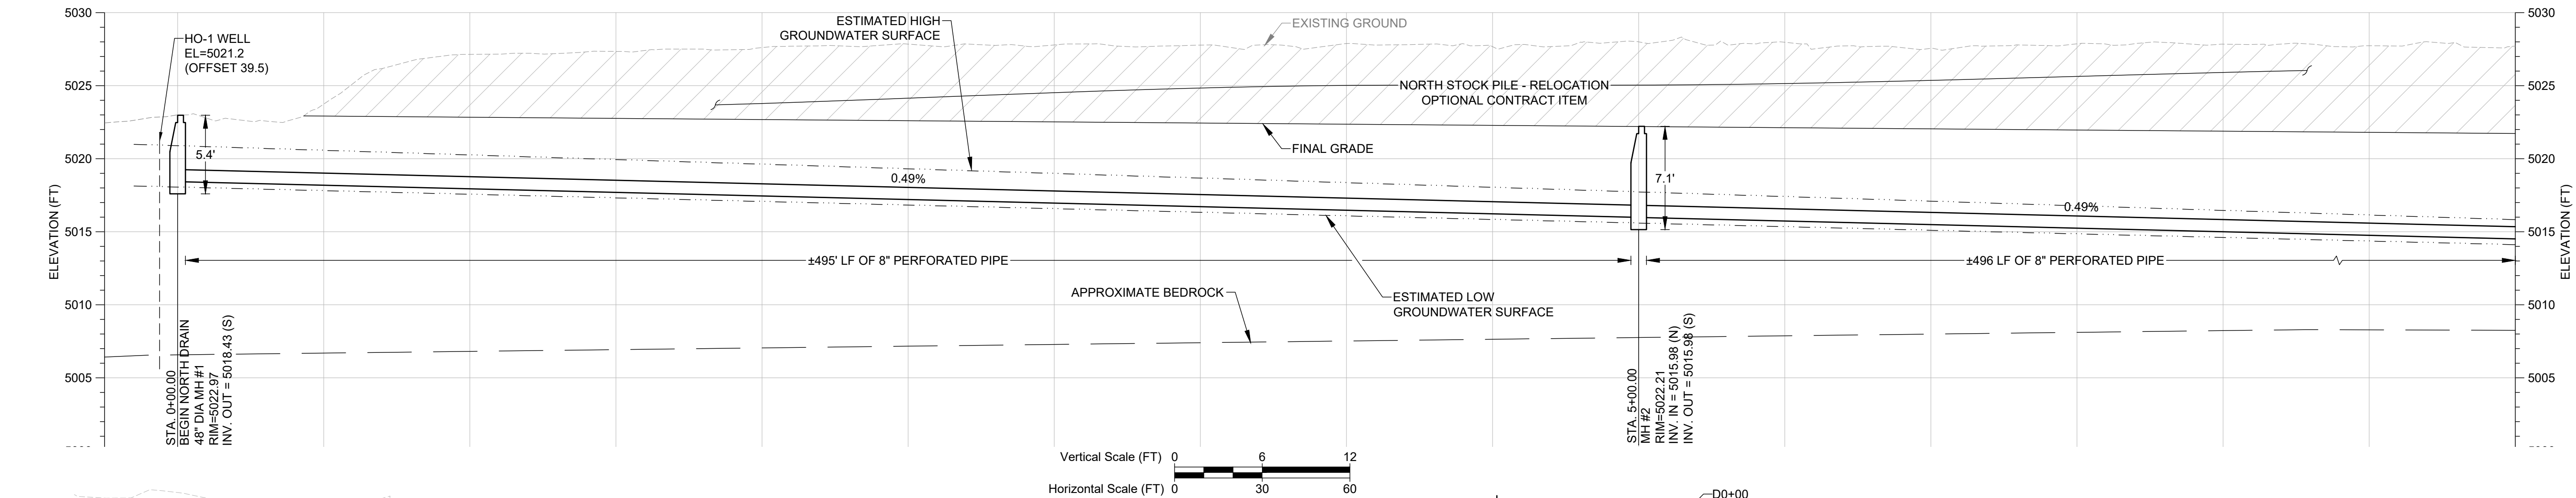 5030
5025
5020
5015
5010
5005
ELEVATION (FT)
HO-1 WELL
EL=5021.2
(OFFSET 39.5)
5.4'
ESTIMATED HIGH
GROUNDWATER SURFACE
EXISTING GROUND
NORTH STOCK PILE - RELOCATION
OPTIONAL CONTRACT ITEM
FINAL GRADE
0.49%
7.1'
0.49%
±495' LF OF 8" PERFORATED PIPE
±496 LF OF 8" PERFORATED PIPE
APPROXIMATE BEDROCK
ESTIMATED LOW
GROUNDWATER SURFACE
STA. 0+00.00
BEGIN NORTH DRAIN
48" DIA MH #1
RIM=5022.97
INV. OUT = 5018.43 (S)
STA. 5+00.00
MH #2
RIM=5022.21
INV. IN = 5015.98 (N)
INV. OUT = 5015.98 (S)
5030
5025
5020
5015
5010
5005
ELEVATION (FT)
Vertical Scale (FT) 0 6 12
Horizontal Scale (FT) 0 30 60
D0+00